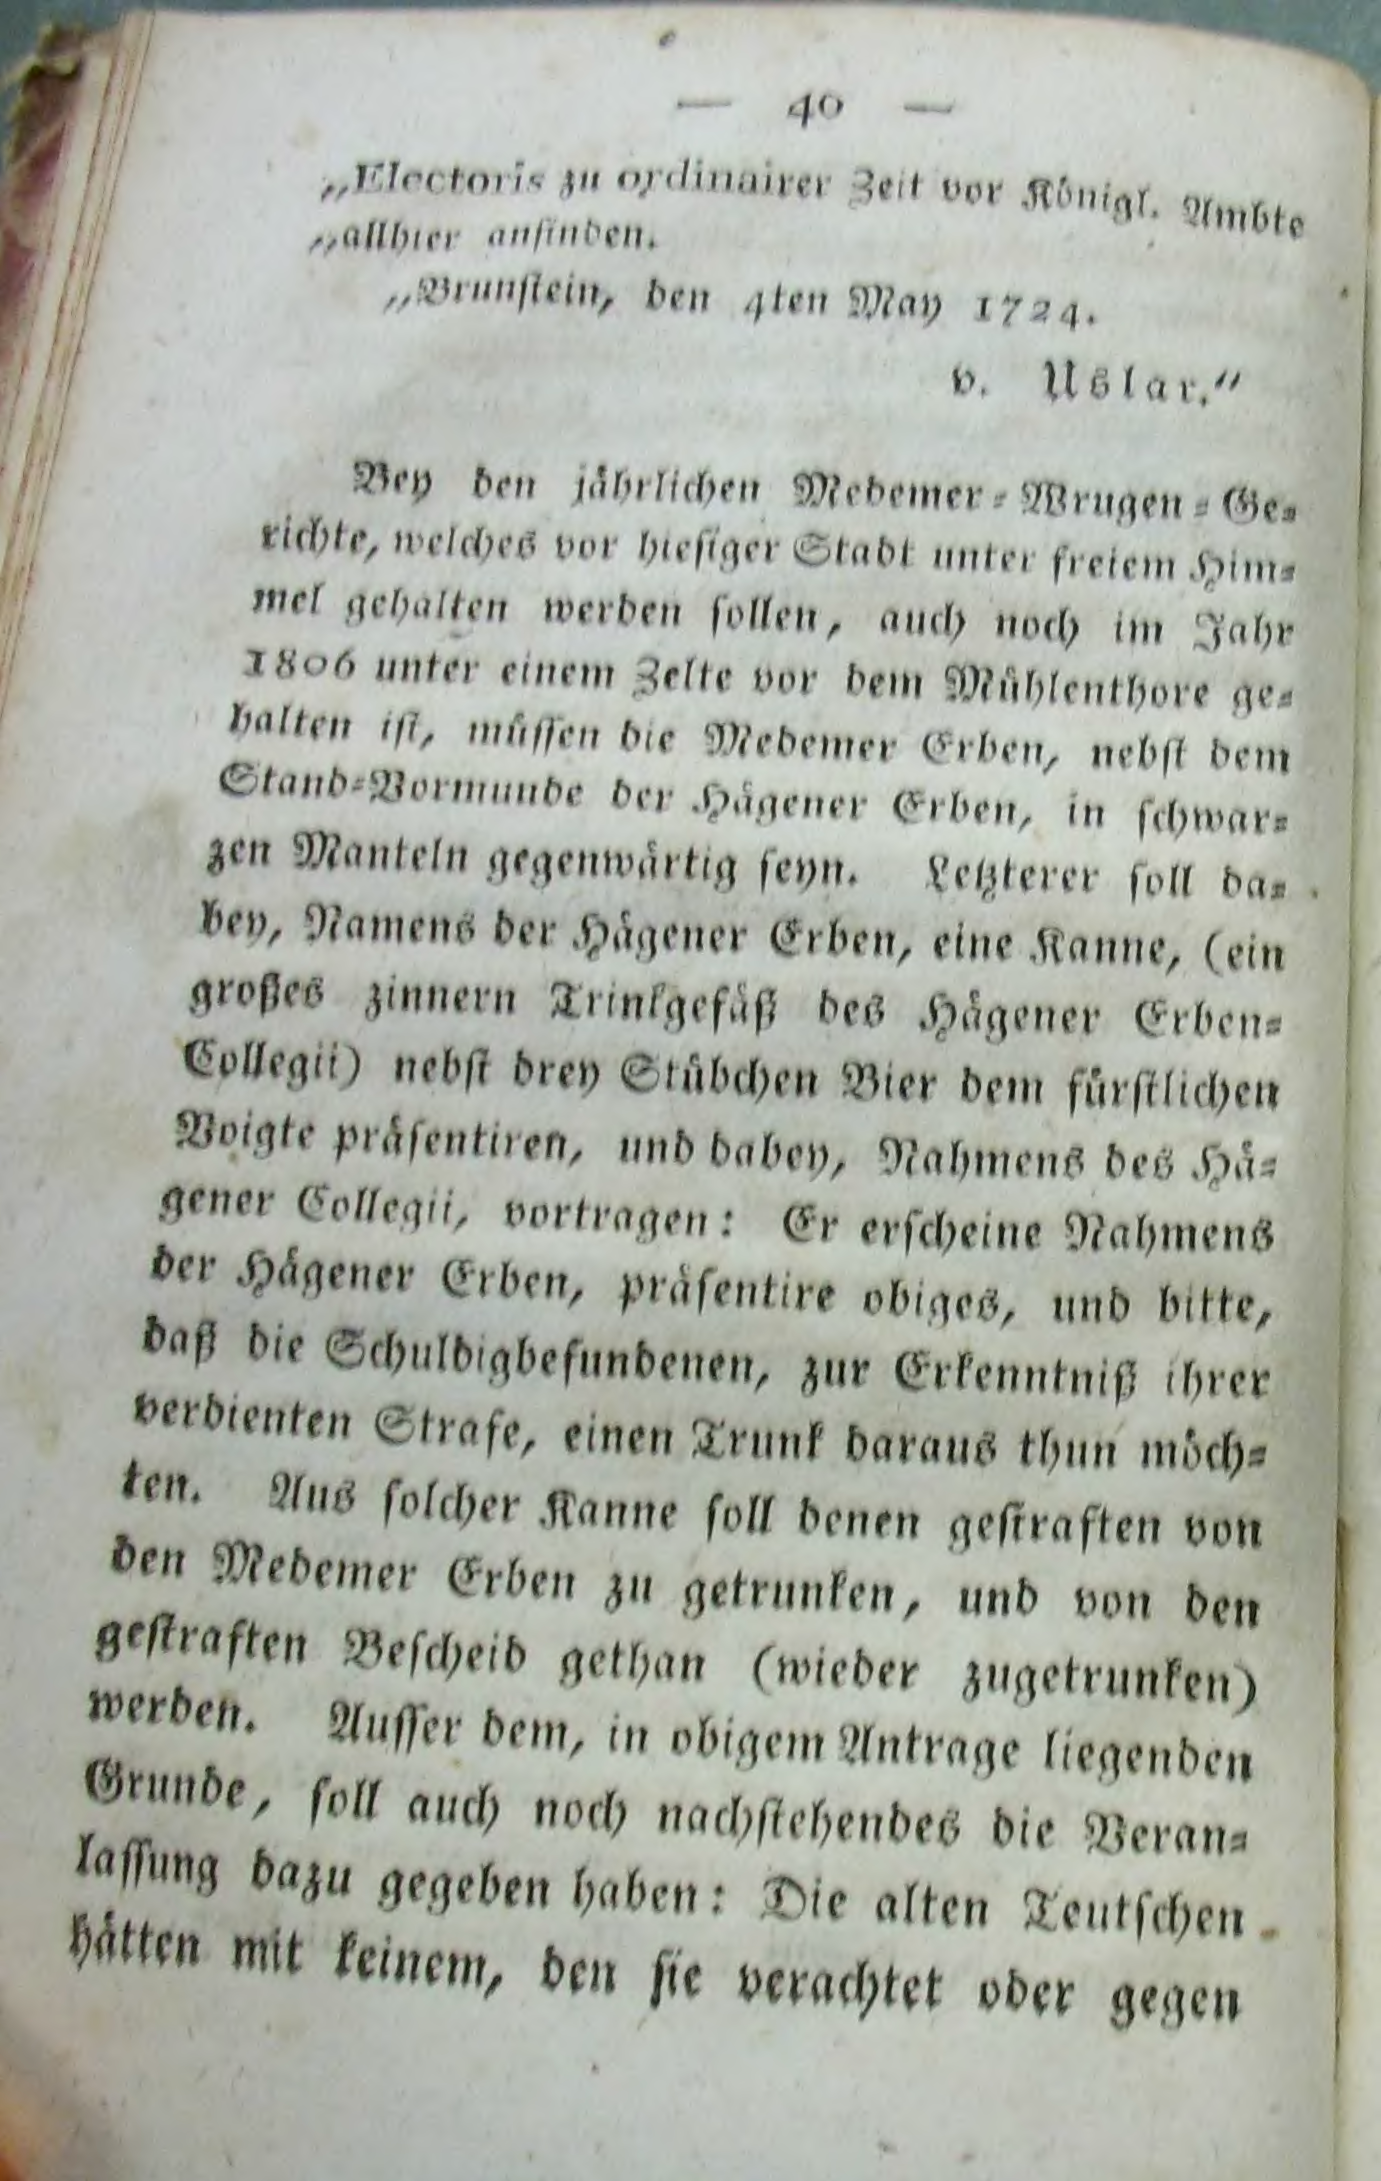 — 40 —
„Electoris zu ordinairer Zeit vor Königl. Ambte
„allhier anfinden.
„Brunſtein, den 4ten May 1724.
v. Uslar.“
Bey den jährlichen Medemer-Wrugen-Ge-
richte, welches vor hieſiger Stadt unter freiem Him-
mel gehalten werden ſollen, auch noch im Jahr
1806 unter einem Zelte vor dem Mühlenthore ge-
halten iſt, müſſen die Medemer Erben, nebſt dem
Stand-Vormunde der Hägener Erben, in ſchwar-
zen Manteln gegenwärtig ſeyn. Letzterer ſoll da-
bey, Namens der Hägener Erben, eine Kanne, (ein
großes zinnern Trinkgefäß des Hägener Erben-
Collegii) nebſt drey Stübchen Bier dem fürſtlichen
Voigte präſentiren, und dabey, Nahmens des Hä-
gener Collegii, vortragen: Er erſcheine Nahmens
der Hägener Erben, präſentire obiges, und bitte,
daß die Schuldigbefundenen, zur Erkenntniß ihrer
verdienten Strafe, einen Trunk daraus thun möch-
ten. Aus ſolcher Kanne ſoll denen geſtraften von
den Medemer Erben zu getrunken, und von den
geſtraften Beſcheid gethan (wieder zugetrunken)
werden. Auſſer dem, in obigem Antrage liegenden
Grunde, ſoll auch noch nachſtehendes die Veran-
laſſung dazu gegeben haben: Die alten Teutſchen
hätten mit keinem, den ſie verachtet oder gegen